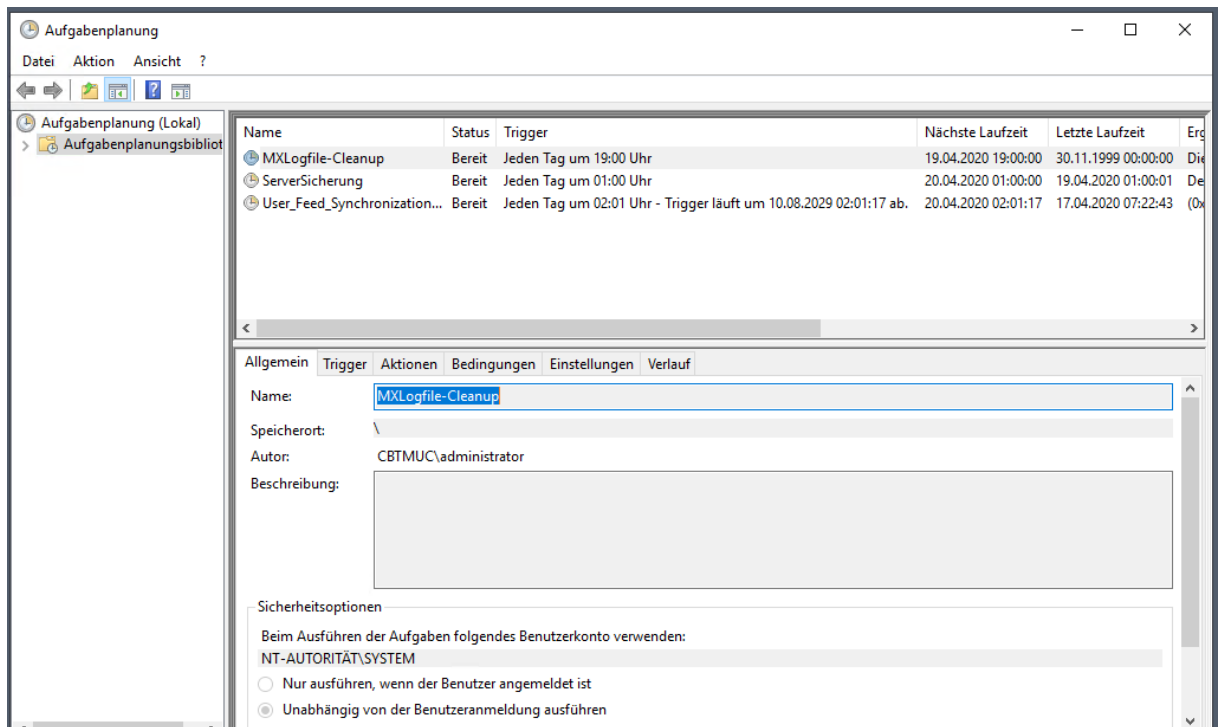 Aufgabenplanung
Datei Aktion Ansicht ?
Aufgabenplanung (Lokal)
Aufgabenplanungsbibliot
Name Status Trigger Nächste Laufzeit Letzte Laufzeit Erg
MXLogfile-Cleanup Bereit Jeden Tag um 19:00 Uhr 19.04.2020 19:00:00 30.11.1999 00:00:00 Die
ServerSicherung Bereit Jeden Tag um 01:00 Uhr 20.04.2020 01:00:00 19.04.2020 01:00:01 De
User_Feed_Synchronization... Bereit Jeden Tag um 02:01 Uhr - Trigger läuft um 10.08.2029 02:01:17 ab. 20.04.2020 02:01:17 17.04.2020 07:22:43 (0x
Allgemein Trigger Aktionen Bedingungen Einstellungen Verlauf
Name: MXLogfile-Cleanup
Speicherort: \
Autor: CBTMUC\administrator
Beschreibung:
Sicherheitsoptionen
Beim Ausführen der Aufgaben folgendes Benutzerkonto verwenden:
NT-AUTORITÄT\SYSTEM
Nur ausführen, wenn der Benutzer angemeldet ist
Unabhängig von der Benutzeranmeldung ausführen